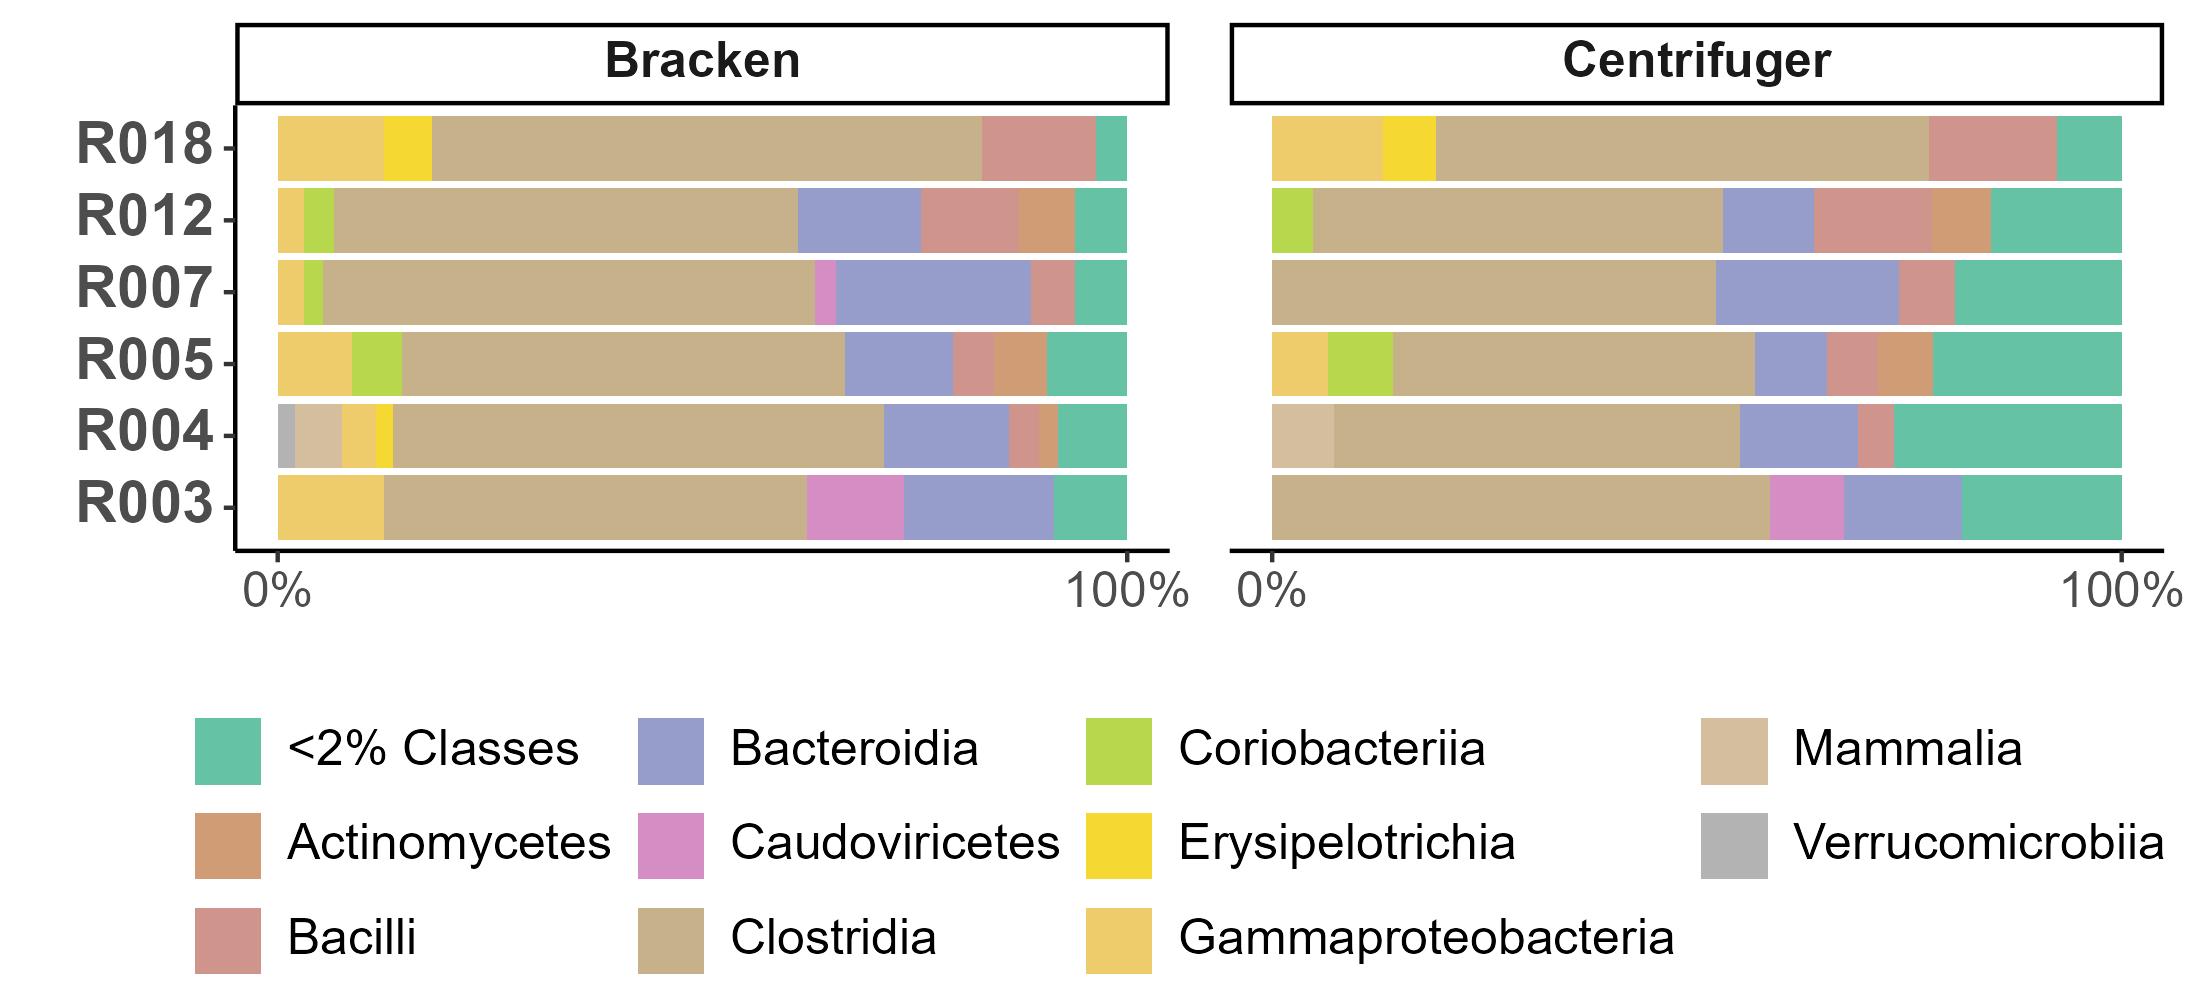 Bracken Centrifuger
R018
R012
R007
R005
R004
R003
0% 100% 0% 100%
<2% Classes Bacteroidia Coriobacteriia Mammalia
Actinomycetes Caudoviricetes Erysipelotrichia Verrucomicrobiia
Bacilli Clostridia Gammaproteobacteria